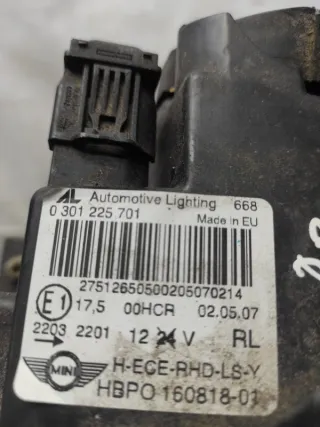 AL Automotive Lighting 668
0 301 225 701
Made in EU
27512650500205070214
E1 17,5 00HCR 02.05.07
2203 2201 12 24 V RL
MINI H-ECE-RHD-LS-Y
HBPO 160818-01